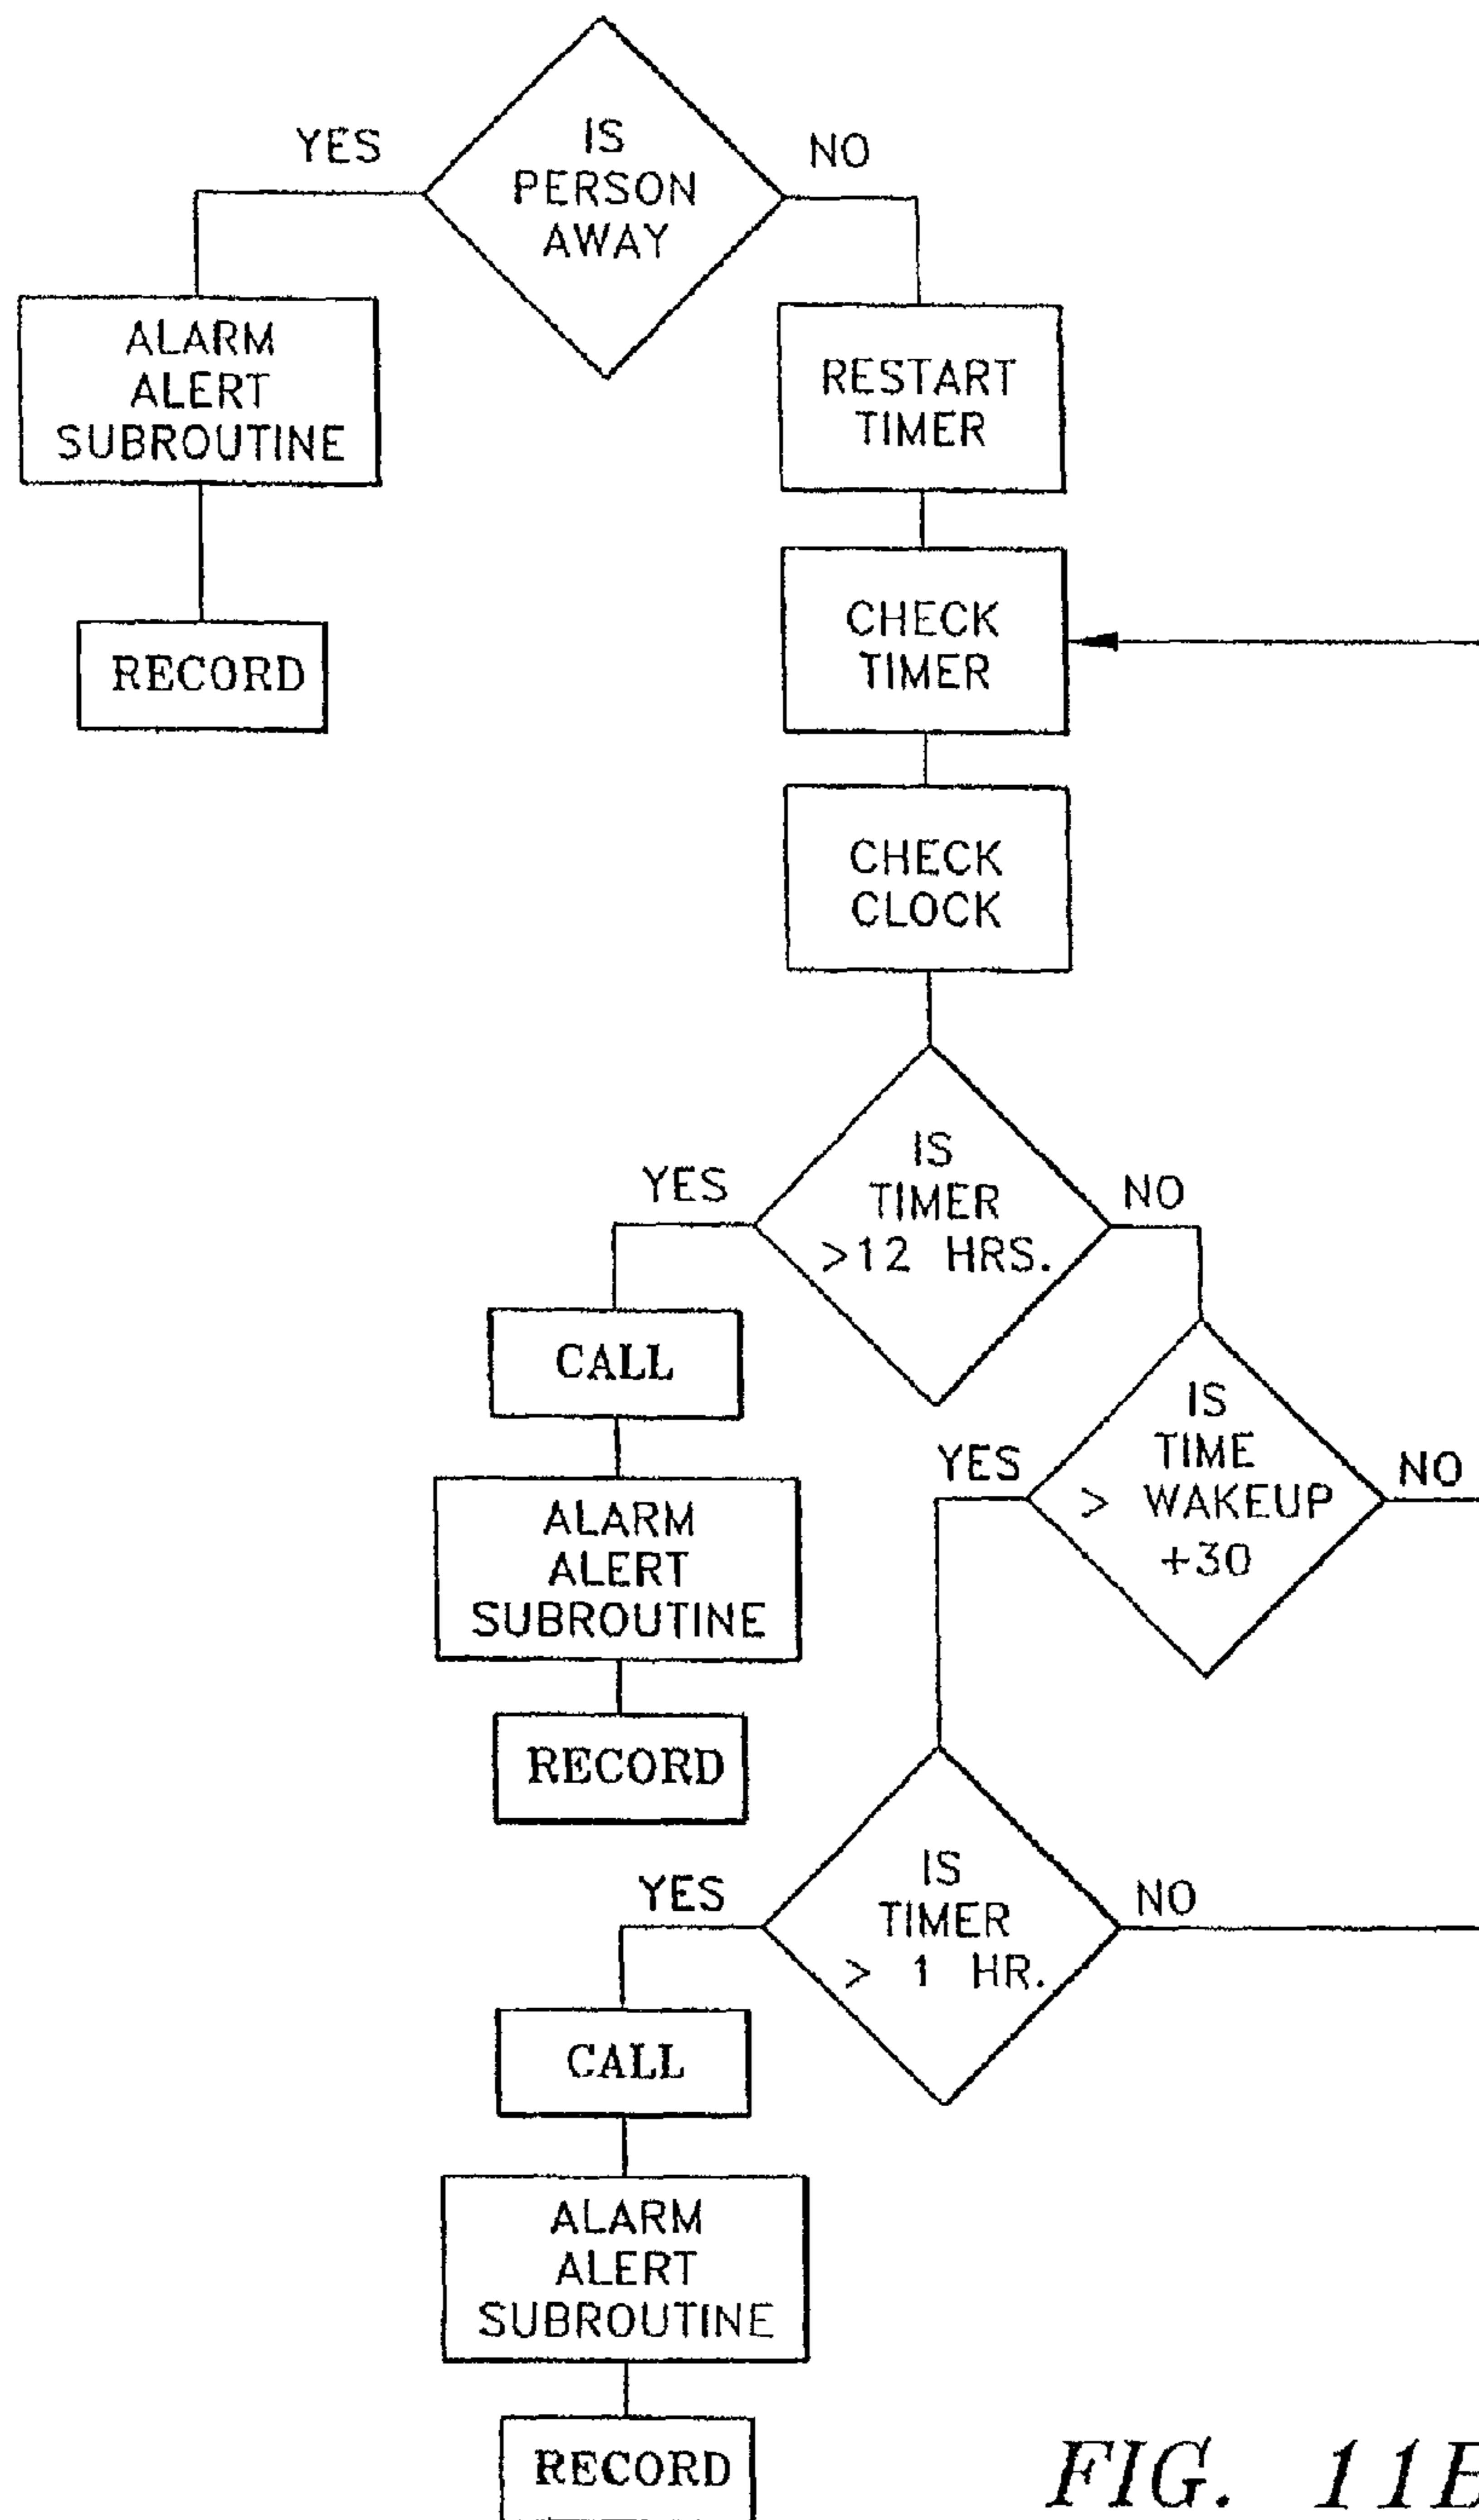 IS
PERSON
AWAY
YES
NO
ALARM
ALERT
SUBROUTINE
RESTART
TIMER
RECORD
CHECK
TIMER
CHECK
CLOCK
IS
TIMER
>12 HRS.
YES
NO
CALL
IS
TIME
> WAKEUP
+30
YES
NO
ALARM
ALERT
SUBROUTINE
RECORD
IS
TIMER
> 1 HR.
YES
NO
CALL
ALARM
ALERT
SUBROUTINE
RECORD
FIG. 11B